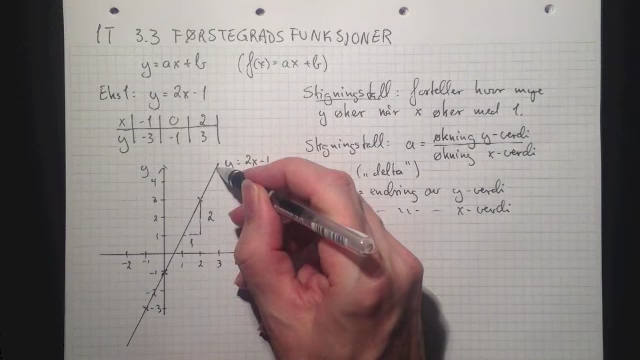 1T 3.3 FØRSTEGRADSFUNKSJONER
y = ax + b (f(x) = ax + b)
Eks1: y = 2x - 1
x | -1 | 0 | 2 |
y | -3 | -1 | 3 |
Stigningstall: forteller hvor mye
y øker når x øker med 1.
Stigningstall: a = økning y-verdi
økning x-verdi
("delta")
= endring av y-verdi
- " - - x-verdi
y
y = 2x - 1
4
3
2
1
2
1
-2 -1 1 2 3
-1
-2
-3